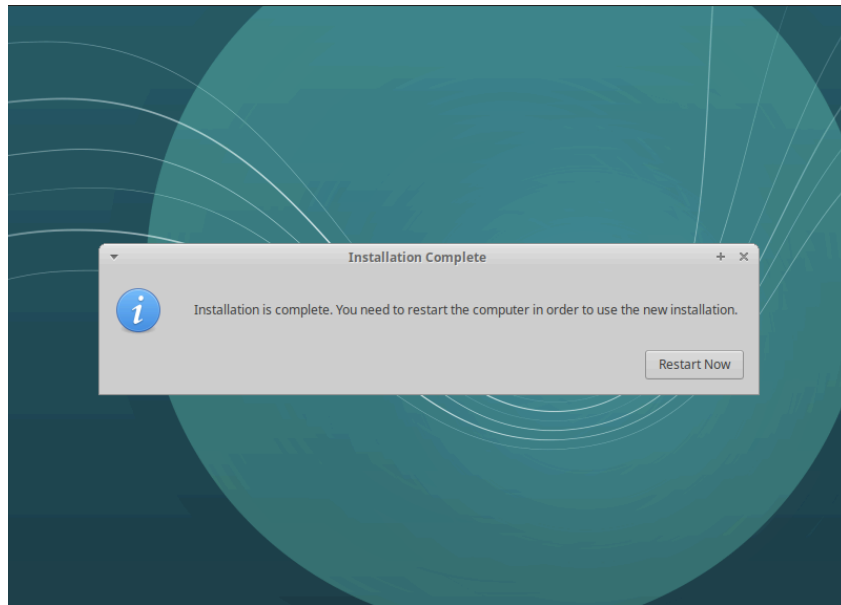 Installation Complete
Installation is complete. You need to restart the computer in order to use the new installation.
Restart Now